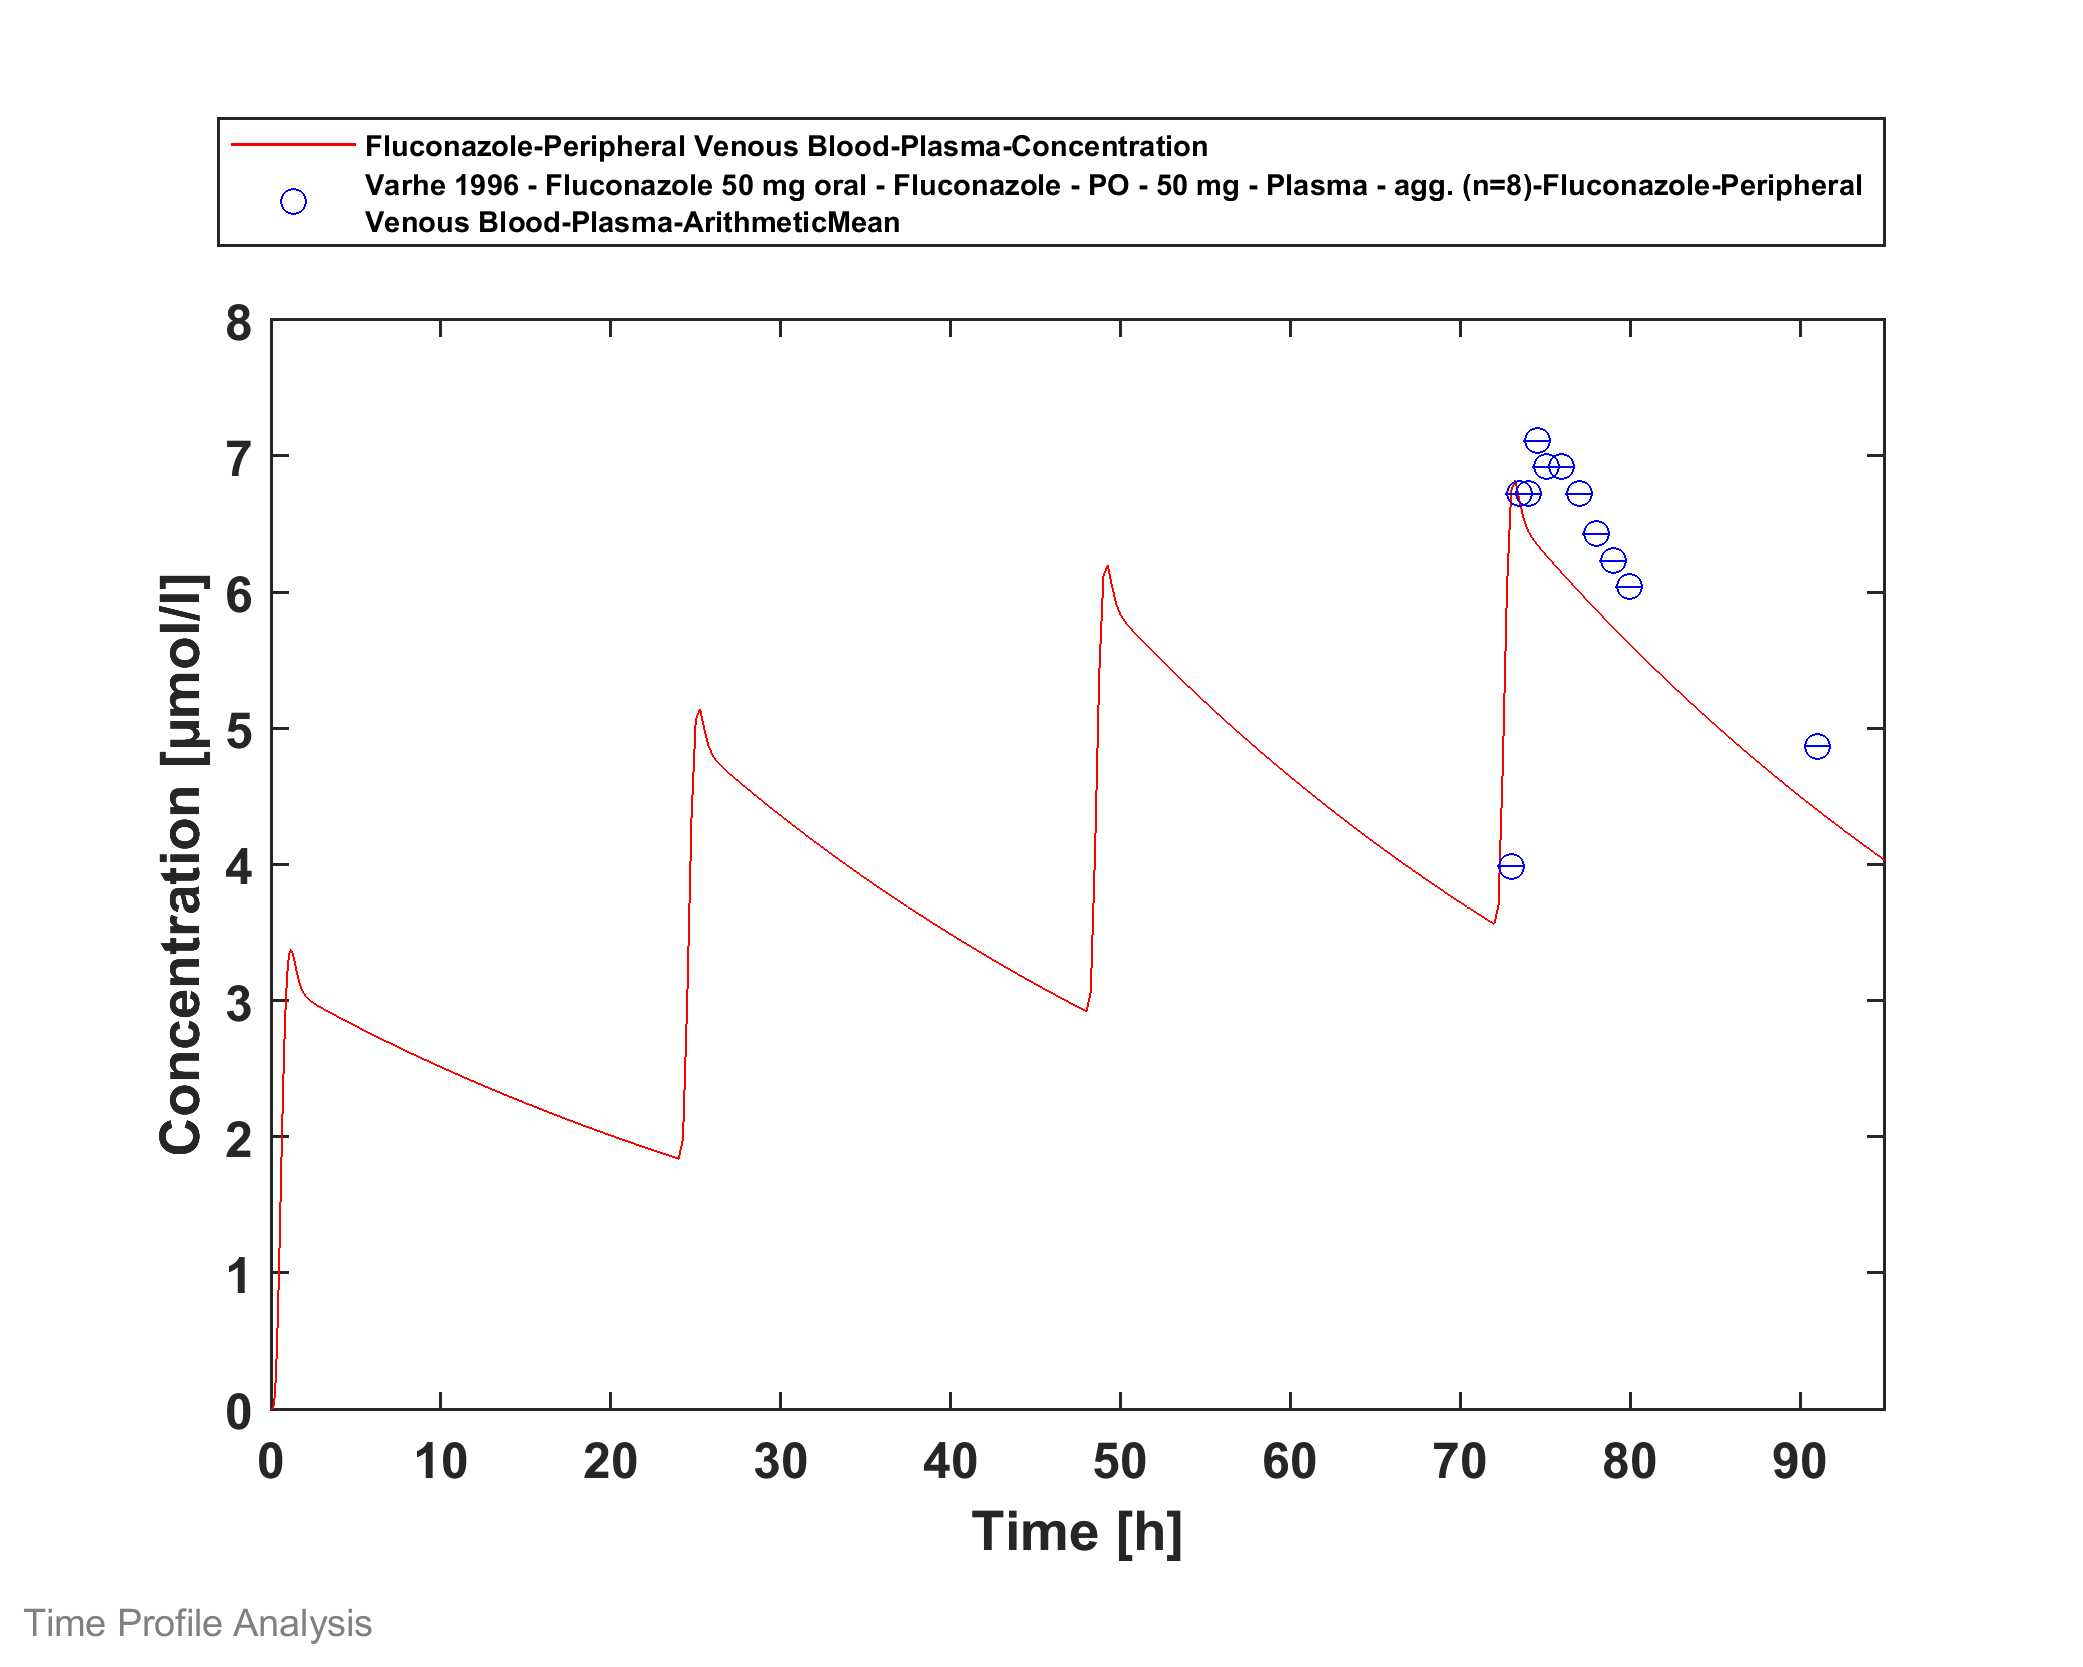 Fluconazole-Peripheral Venous Blood-Plasma-Concentration
Varhe 1996 - Fluconazole 50 mg oral - Fluconazole - PO - 50 mg - Plasma - agg. (n=8)-Fluconazole-Peripheral
Venous Blood-Plasma-ArithmeticMean
8
7
6
5
4
3
2
1
0
Concentration [µmol/l]
0 10 20 30 40 50 60 70 80 90
Time [h]
Time Profile Analysis